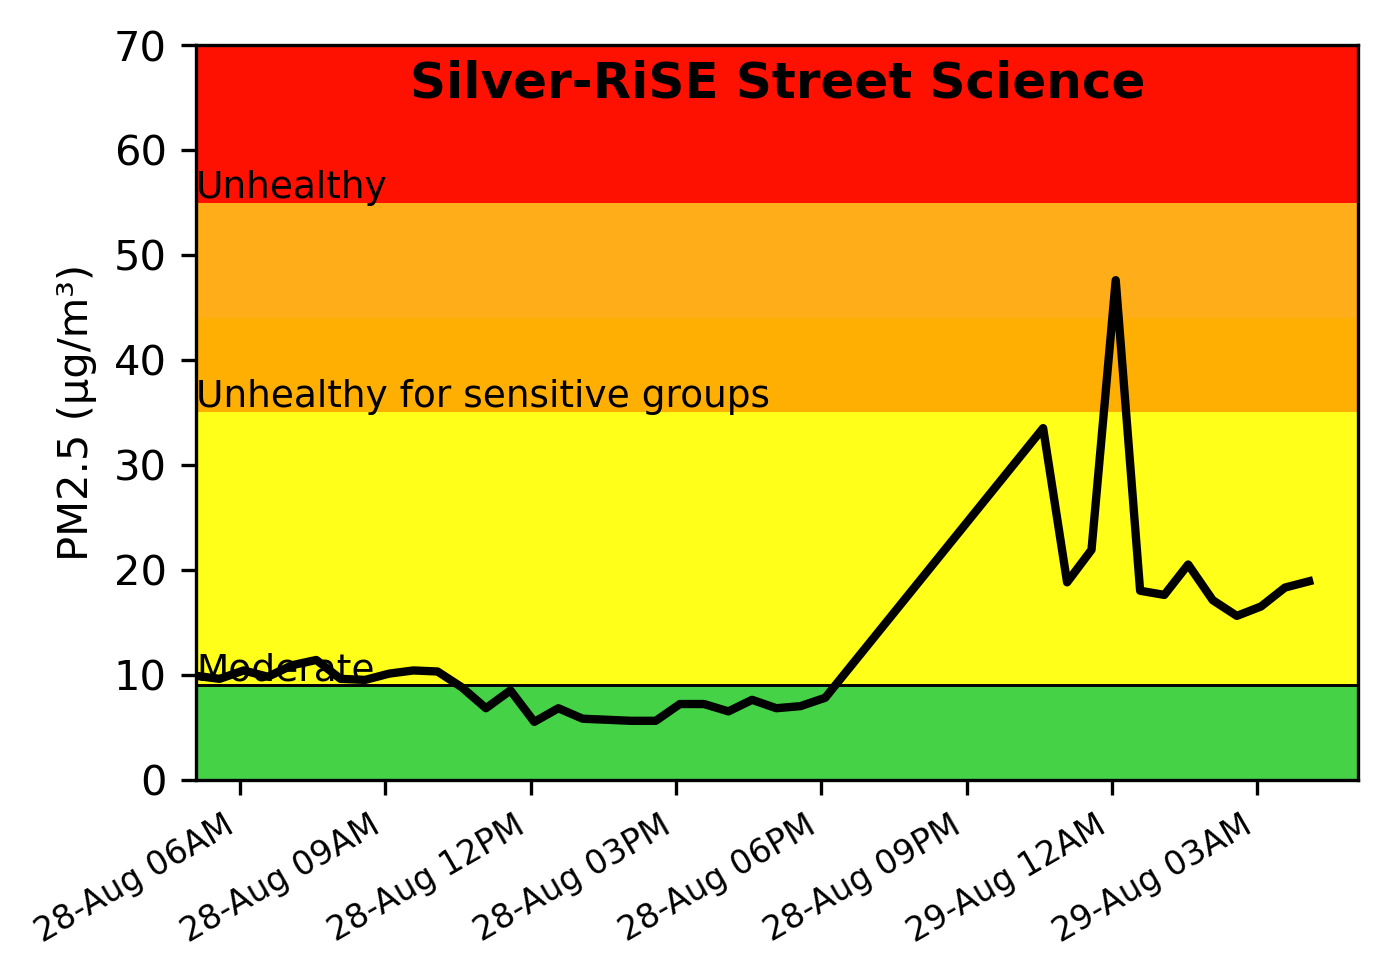 Silver-RiSE Street Science
PM2.5 (µg/m³)
70
60
50
40
30
20
10
0
Unhealthy
Unhealthy for sensitive groups
Moderate
28-Aug 06AM
28-Aug 09AM
28-Aug 12PM
28-Aug 03PM
28-Aug 06PM
28-Aug 09PM
29-Aug 12AM
29-Aug 03AM